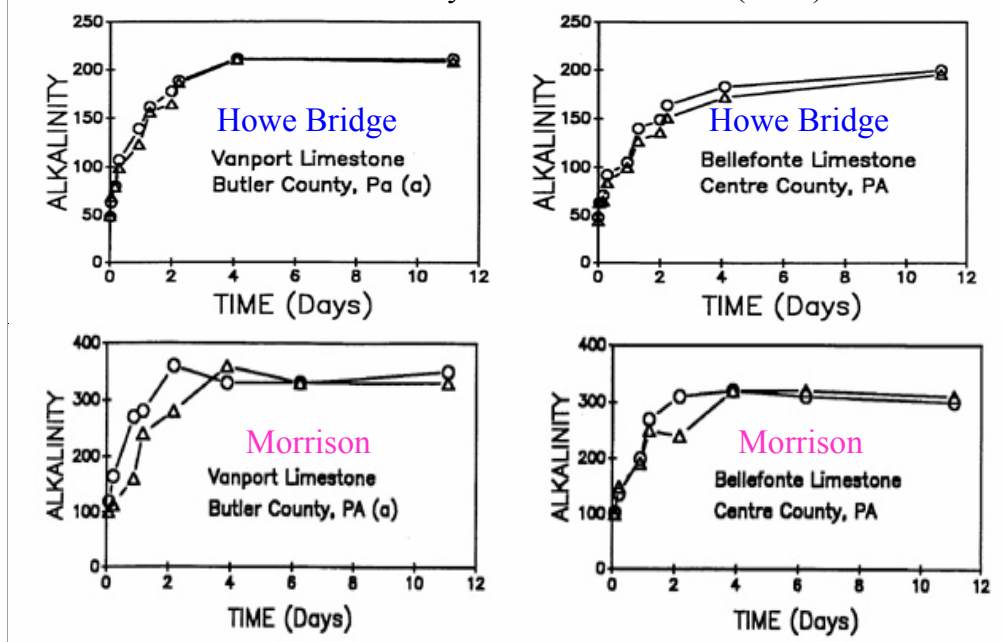 250
200
150
100
50
0
ALKALINITY
Howe Bridge
Vanport Limestone
Butler County, Pa (a)
0 2 4 6 8 10 12
TIME (Days)
250
200
150
100
50
0
ALKALINITY
Howe Bridge
Bellefonte Limestone
Centre County, PA
0 2 4 6 8 10 12
TIME (Days)
400
300
200
100
0
ALKALINITY
Morrison
Vanport Limestone
Butler County, PA (a)
0 2 4 6 8 10 12
TIME (Days)
400
300
200
100
0
ALKALINITY
Morrison
Bellefonte Limestone
Centre County, PA
0 2 4 6 8 10 12
TIME (Days)